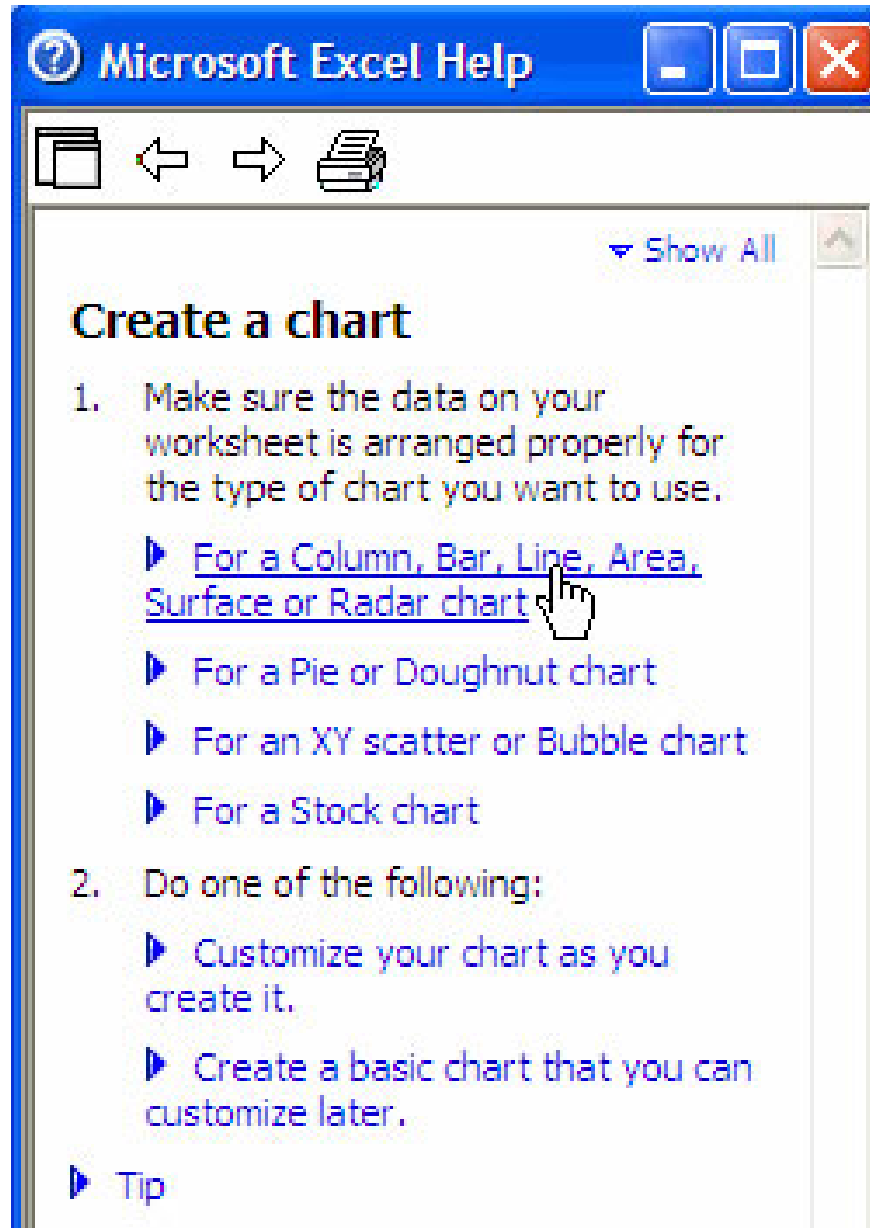 Microsoft Excel Help
Show All
Create a chart
1. Make sure the data on your
worksheet is arranged properly for
the type of chart you want to use.
For a Column, Bar, Line, Area,
Surface or Radar chart
For a Pie or Doughnut chart
For an XY scatter or Bubble chart
For a Stock chart
2. Do one of the following:
Customize your chart as you
create it.
Create a basic chart that you can
customize later.
Tip